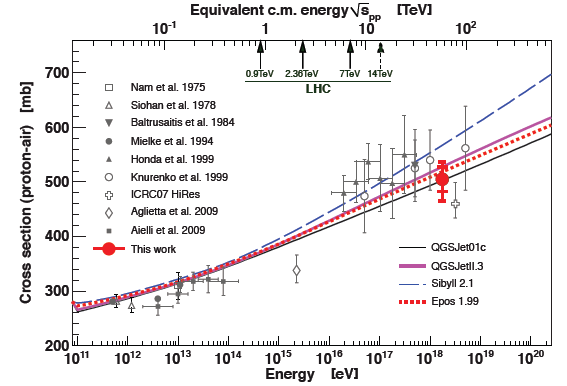 Equivalent c.m. energy √spp [TeV]
10-1 1 10 10²
0.9TeV 2.36TeV 7TeV 14TeV
LHC
Cross section (proton-air) [mb]
700
600
500
400
300
200
Nam et al. 1975
Siohan et al. 1978
Baltrusaitis et al. 1984
Mielke et al. 1994
Honda et al. 1999
Knurenko et al. 1999
ICRC07 HiRes
Aglietta et al. 2009
Aielli et al. 2009
This work
QGSJet01c
QGSJetII.3
Sibyll 2.1
Epos 1.99
10¹¹ 10¹² 10¹³ 10¹⁴ 10¹⁵ 10¹⁶ 10¹⁷ 10¹⁸ 10¹⁹ 10²⁰
Energy [eV]